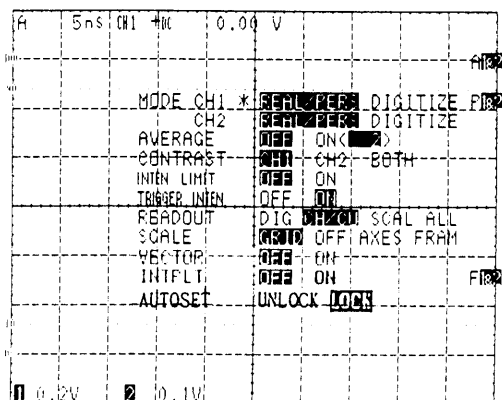 A 5ns CH1 DC 0.00 V
MODE CH1 * REAL/PERS DIGITIZE
CH2 REAL/PERS DIGITIZE
AVERAGE OFF ON( 2)
CONTRAST CH1 CH2 BOTH
INTEN LIMIT OFF ON
TRIGGER INTEN OFF ON
READOUT DIG CH/CU SCAL ALL
SCALE GRID OFF AXES FRAM
VECTOR OFF ON
INTPLT OFF ON
AUTOSET UNLOCK LOCK
1 0.2V 2 0.1V